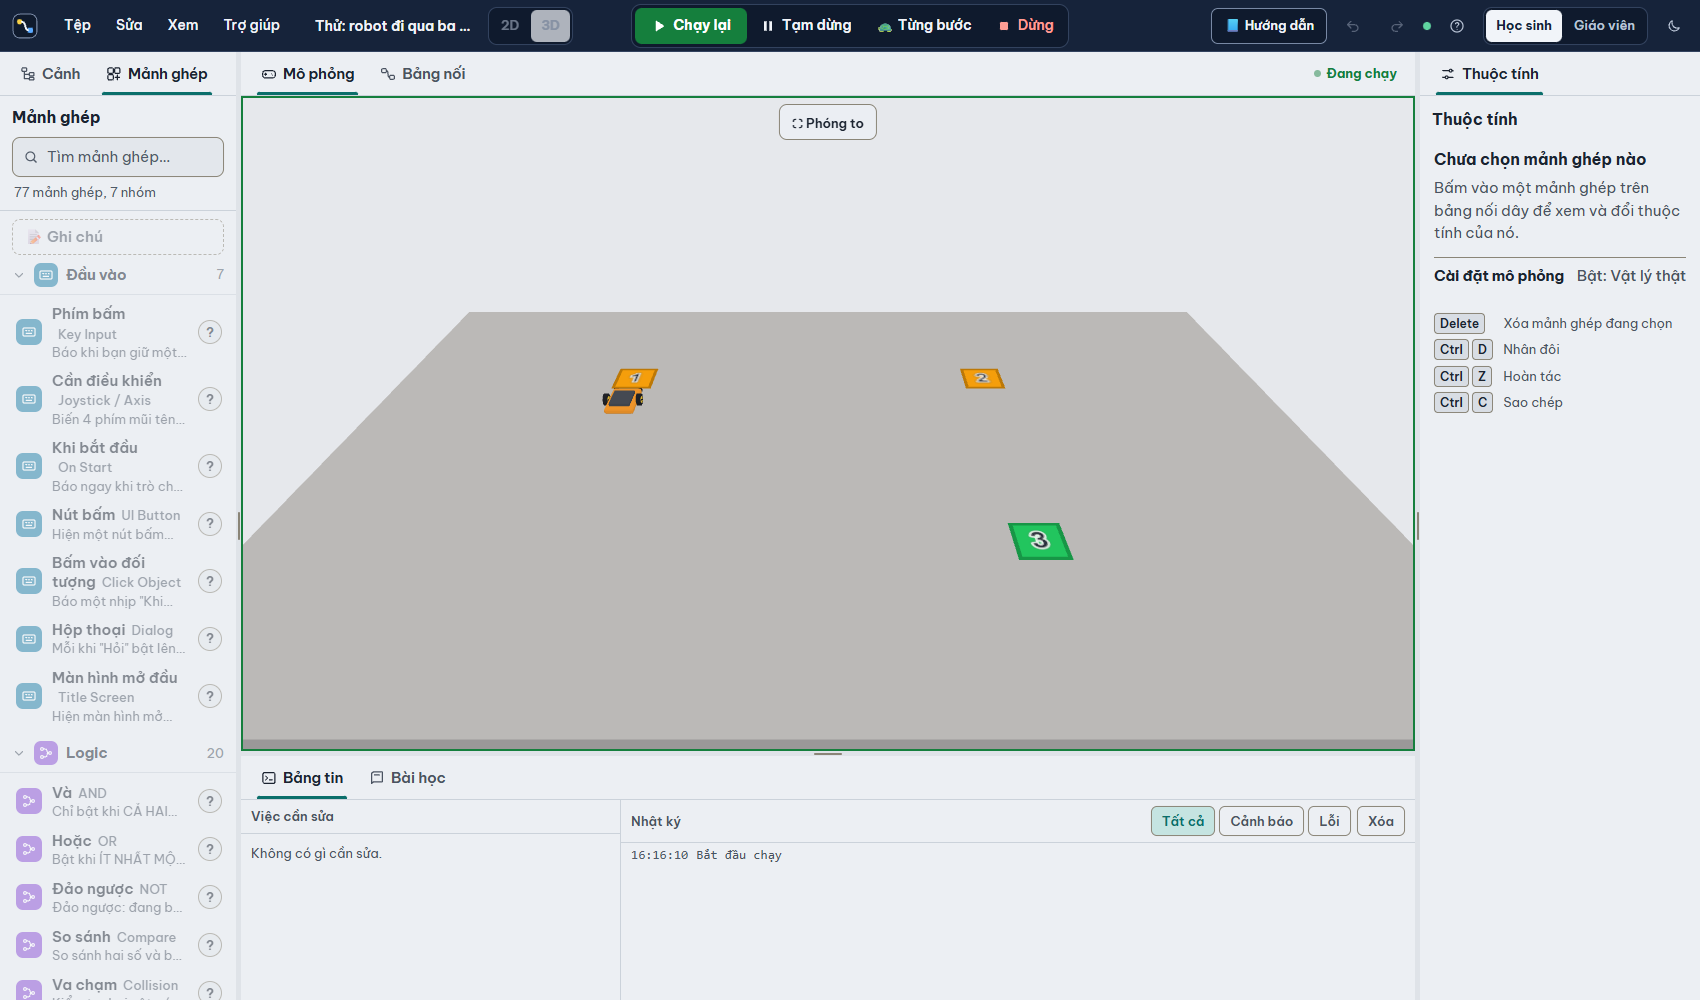 Tệp Sửa Xem Trợ giúp Thử: robot đi qua ba ... 2D 3D Chạy lại Tạm dừng Từng bước Dừng Hướng dẫn Học sinh Giáo viên
Cảnh Mảnh ghép
Mảnh ghép
Tìm mảnh ghép...
77 mảnh ghép, 7 nhóm
Ghi chú
Đầu vào 7
Phím bấm
Key Input
Báo khi bạn giữ một...
?
Cần điều khiển
Joystick / Axis
Biến 4 phím mũi tên...
?
Khi bắt đầu
On Start
Báo ngay khi trò ch...
?
Nút bấm UI Button
Hiện một nút bấm...
?
Bấm vào đối
tượng Click Object
Báo một nhịp "Khi...
?
Hộp thoại Dialog
Mỗi khi "Hỏi" bật lên...
?
Màn hình mở đầu
Title Screen
Hiện màn hình mở...
?
Logic 20
Và AND
Chỉ bật khi CẢ HAI...
?
Hoặc OR
Bật khi ÍT NHẤT MỘ...
?
Đảo ngược NOT
Đảo ngược: đang b...
?
So sánh Compare
So sánh hai số và b...
?
Va chạm Collision
?
Mô phỏng Bảng nối Đang chạy
Phóng to
1
2
3
Bảng tin Bài học
Việc cần sửa
Không có gì cần sửa.
Nhật ký Tất cả Cảnh báo Lỗi Xóa
16:16:10 Bắt đầu chạy
Thuộc tính
Thuộc tính
Chưa chọn mảnh ghép nào
Bấm vào một mảnh ghép trên
bảng nối dây để xem và đổi thuộc
tính của nó.
Cài đặt mô phỏng Bật: Vật lý thật
Delete Xóa mảnh ghép đang chọn
Ctrl D Nhân đôi
Ctrl Z Hoàn tác
Ctrl C Sao chép